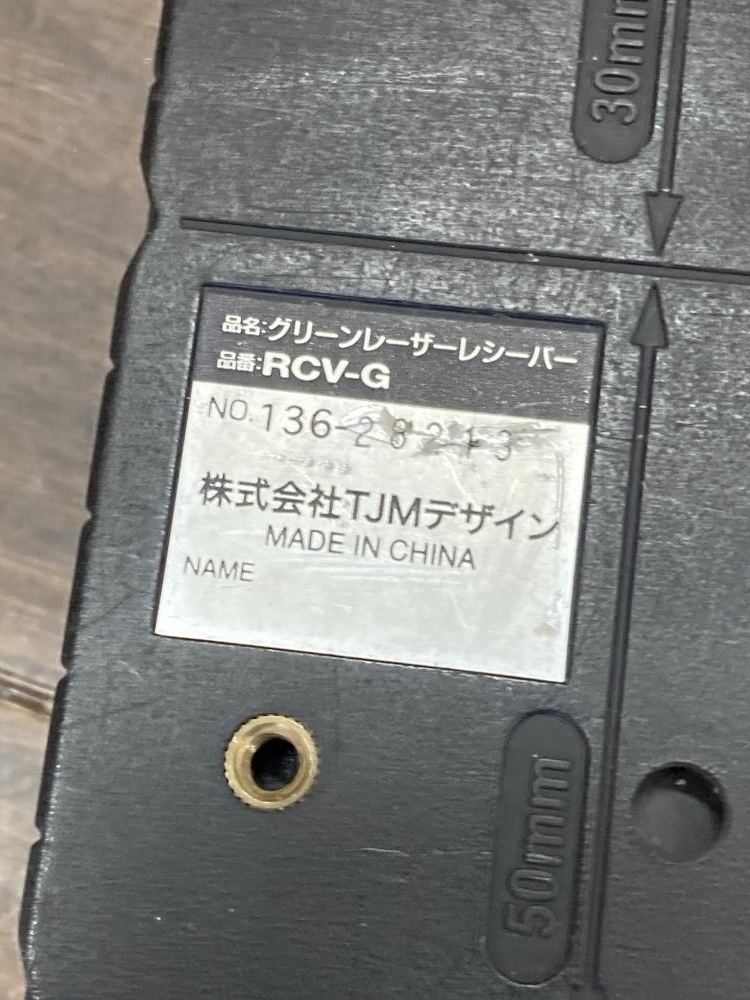 30mm
品名:グリーンレーザーレシーバー
品番:RCV-G
NO.136-28213
株式会社TJMデザイン
MADE IN CHINA
NAME
50mm